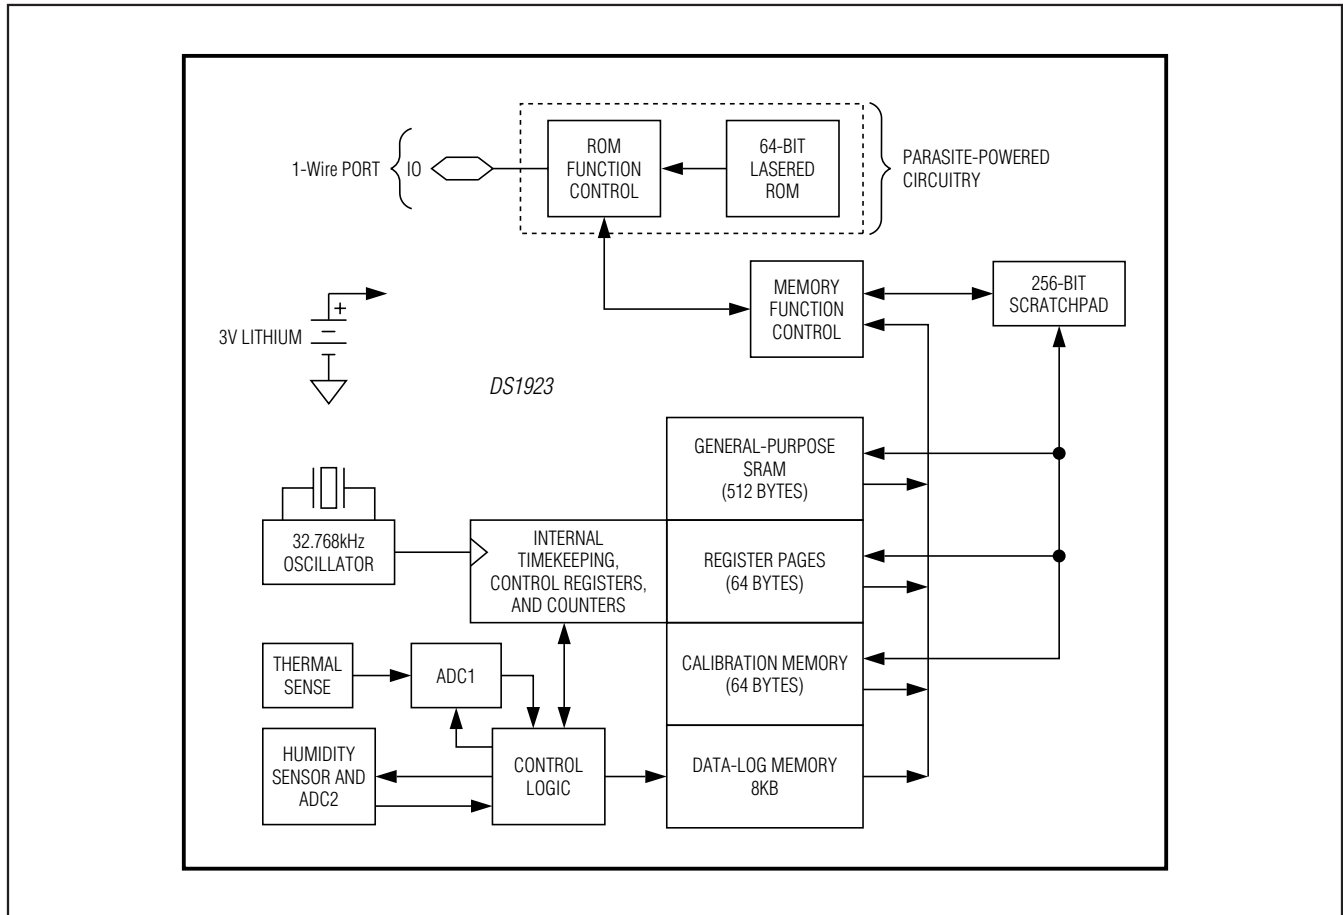 1-Wire PORT
IO
ROM
FUNCTION
CONTROL
64-BIT
LASERED
ROM
PARASITE-POWERED
CIRCUITRY
MEMORY
FUNCTION
CONTROL
256-BIT
SCRATCHPAD
+
3V LITHIUM
DS1923
GENERAL-PURPOSE
SRAM
(512 BYTES)
32.768kHz
OSCILLATOR
INTERNAL
TIMEKEEPING,
CONTROL REGISTERS,
AND COUNTERS
REGISTER PAGES
(64 BYTES)
THERMAL
SENSE
ADC1
CALIBRATION MEMORY
(64 BYTES)
HUMIDITY
SENSOR AND
ADC2
CONTROL
LOGIC
DATA-LOG MEMORY
8KB